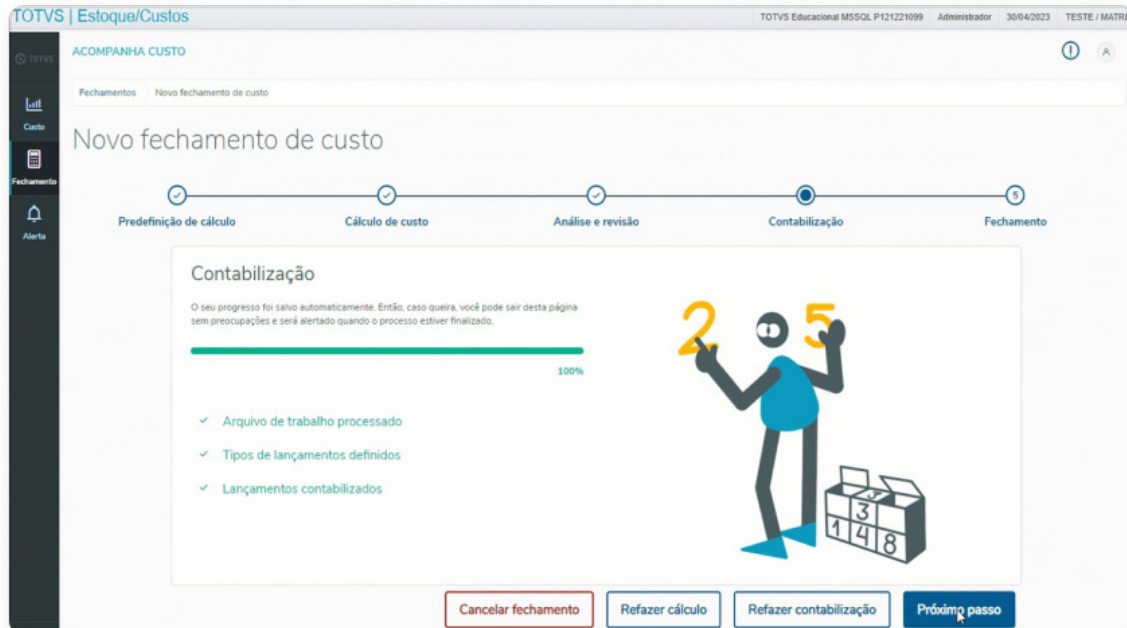 TOTVS | Estoque/Custos
TOTVS Educacional MSSQL P121221099 Administrador 30/04/2023 TESTE / MATRI
TOTVS
ACOMPANHA CUSTO
Fechamentos Novo fechamento de custo
Custo
Novo fechamento de custo
Fechamento
5
Predefinição de cálculo Cálculo de custo Análise e revisão Contabilização Fechamento
Alerta
Contabilização
O seu progresso foi salvo automaticamente. Então, caso queira, você pode sair desta página
sem preocupações e será alertado quando o processo estiver finalizado.
2 5
100%
Arquivo de trabalho processado
Tipos de lançamentos definidos
Lançamentos contabilizados
3
3
1 4 8
Cancelar fechamento Refazer cálculo Refazer contabilização Próximo passo